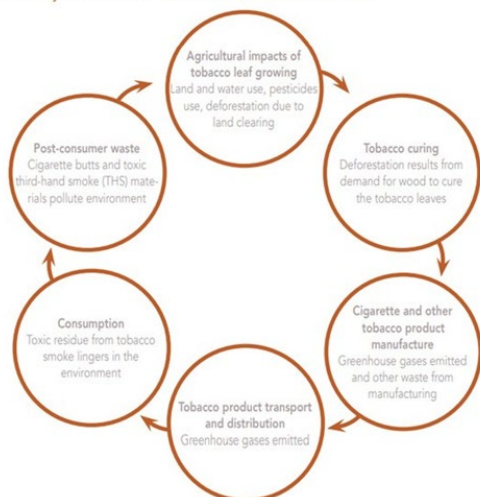 Agricultural impacts of
tobacco leaf growing
Land and water use, pesticides
use, deforestation due to
land clearing
Tobacco curing
Deforestation results from
demand for wood to cure
the tobacco leaves
Cigarette and other
tobacco product
manufacture
Greenhouse gases emitted
and other waste from
manufacturing
Tobacco product transport
and distribution
Greenhouse gases emitted
Consumption
Toxic residue from tobacco
smoke lingers in the
environment
Post-consumer waste
Cigarette butts and toxic
third-hand smoke (THS) mate-
rials pollute environment